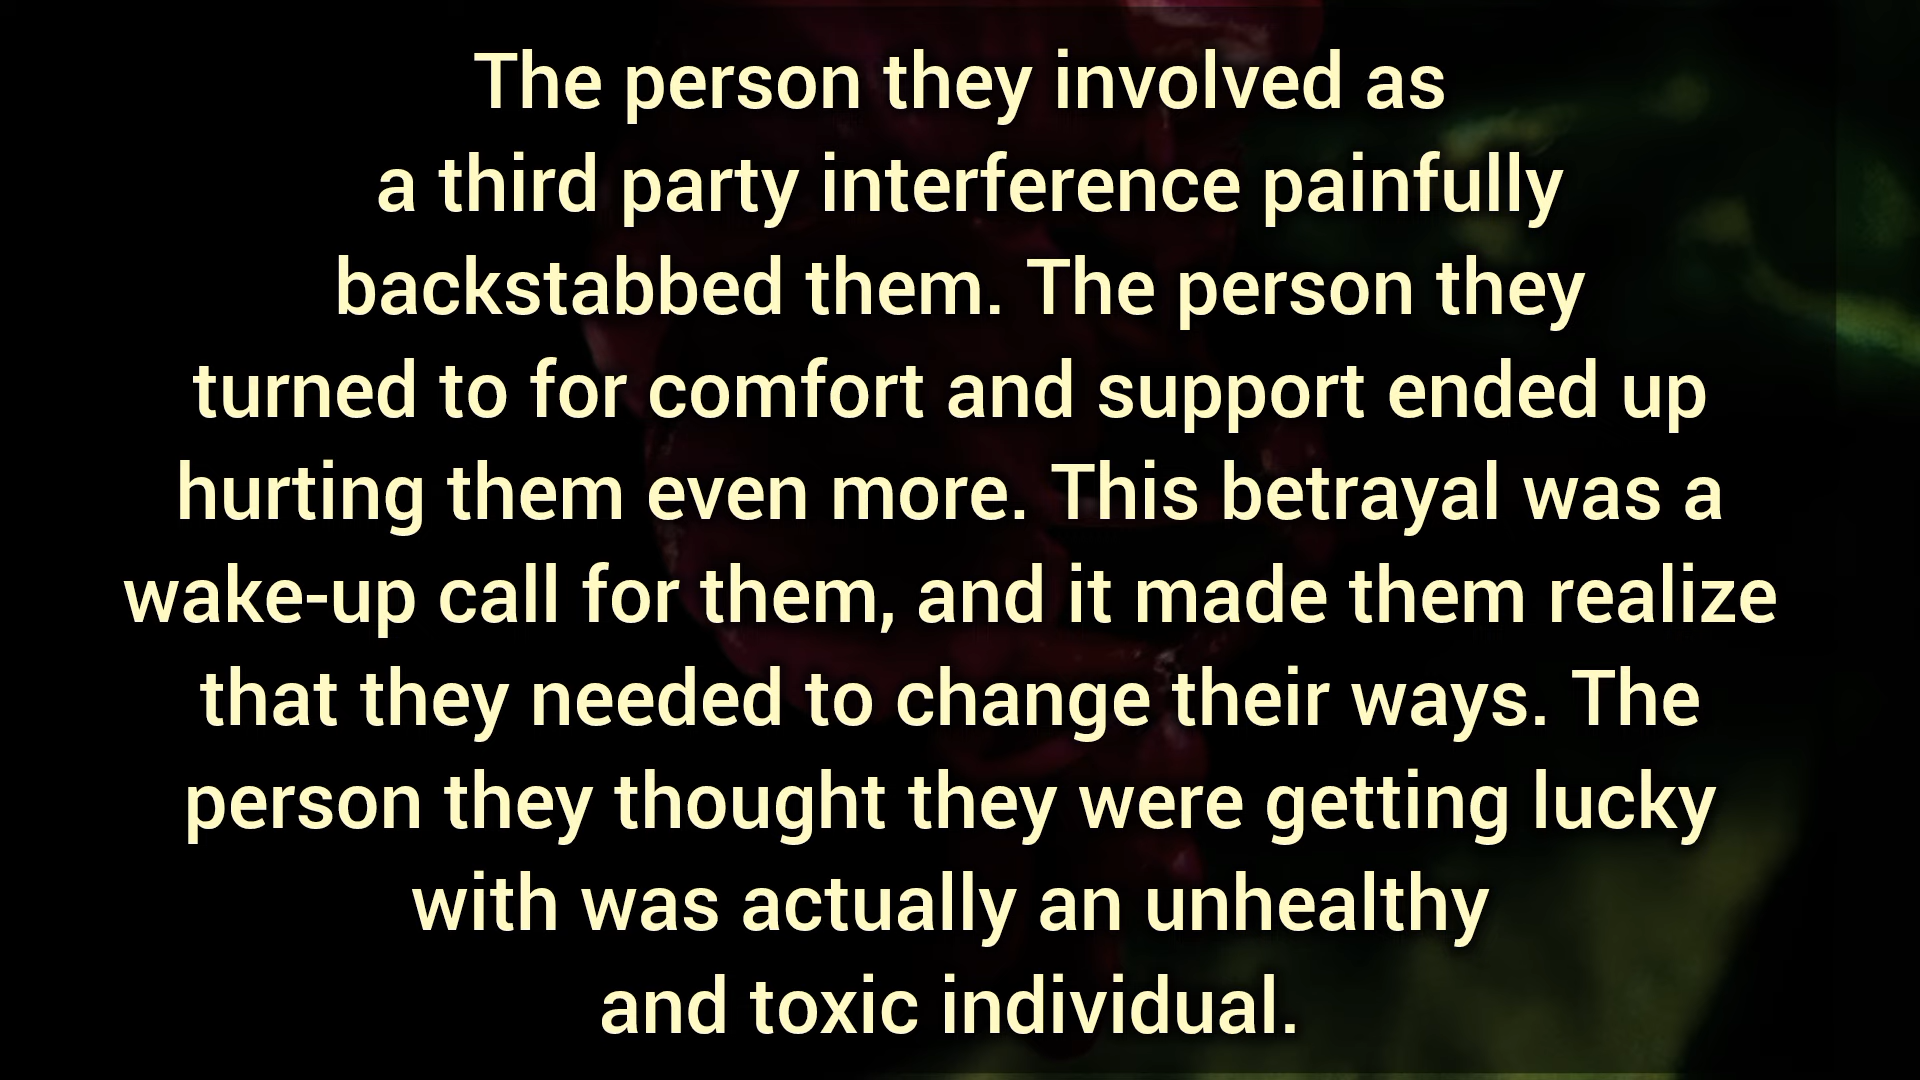 The person they involved as
a third party interference painfully
backstabbed them. The person they
turned to for comfort and support ended up
hurting them even more. This betrayal was a
wake-up call for them, and it made them realize
that they needed to change their ways. The
person they thought they were getting lucky
with was actually an unhealthy
and toxic individual.